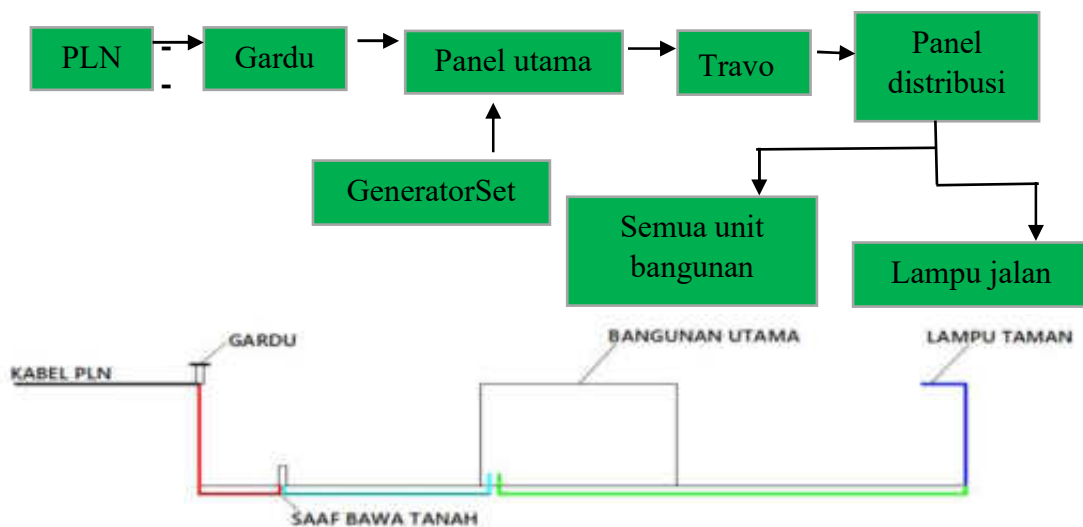 PLN
Gardu
Panel utama
Travo
Panel
distribusi
GeneratorSet
Semua unit
bangunan
Lampu jalan
GARDU
BANGUNAN UTAMA
LAMPU TAMAN
KABEL PLN
SAAF BAWA TANAH